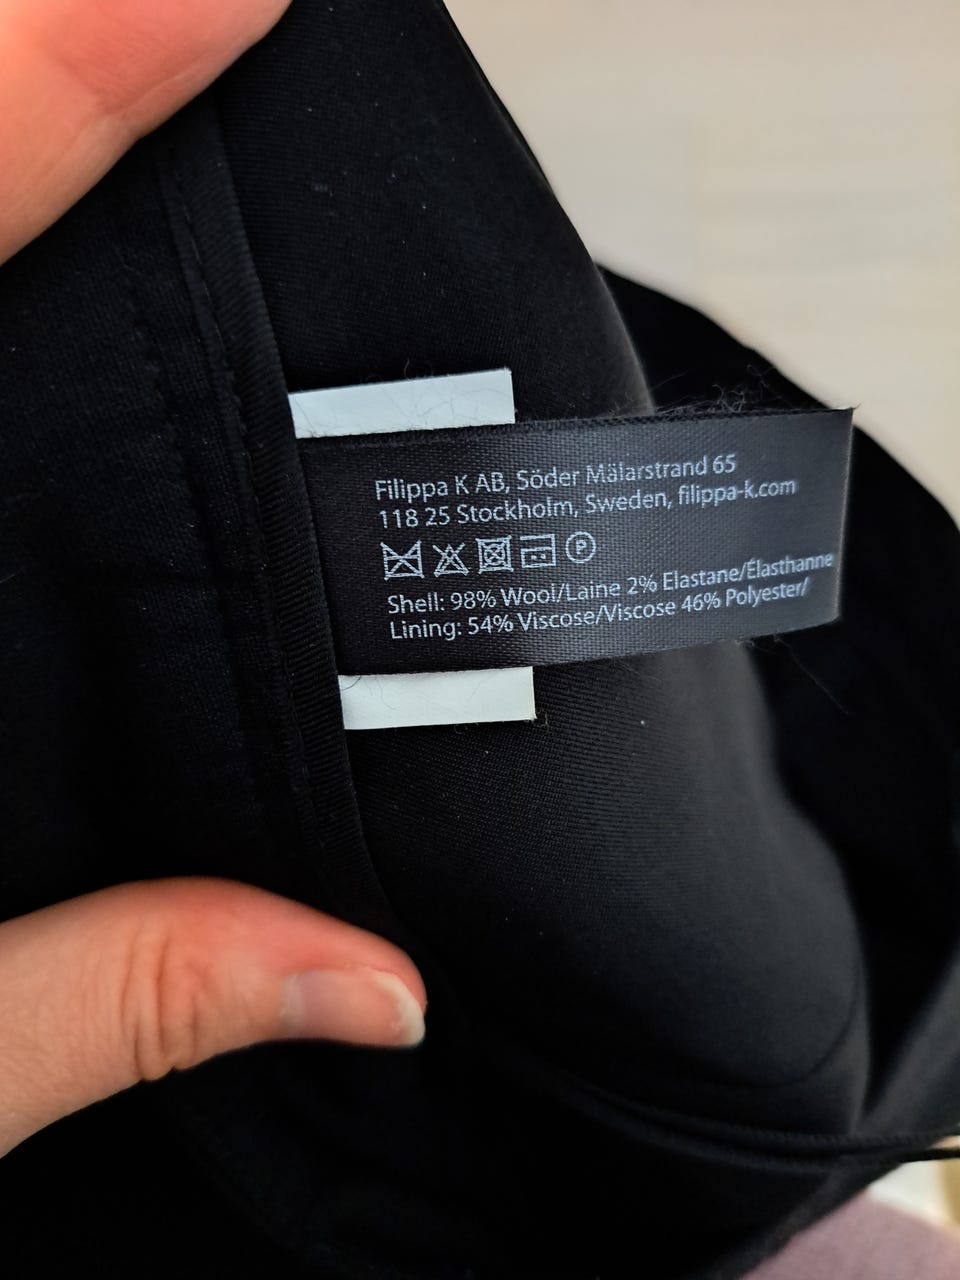 Filippa K AB, Söder Mälarstrand 65
118 25 Stockholm, Sweden, filippa-k.com
P
Shell: 98% Wool/Laine 2% Elastane/Élasthanne
Lining: 54% Viscose/Viscose 46% Polyester/